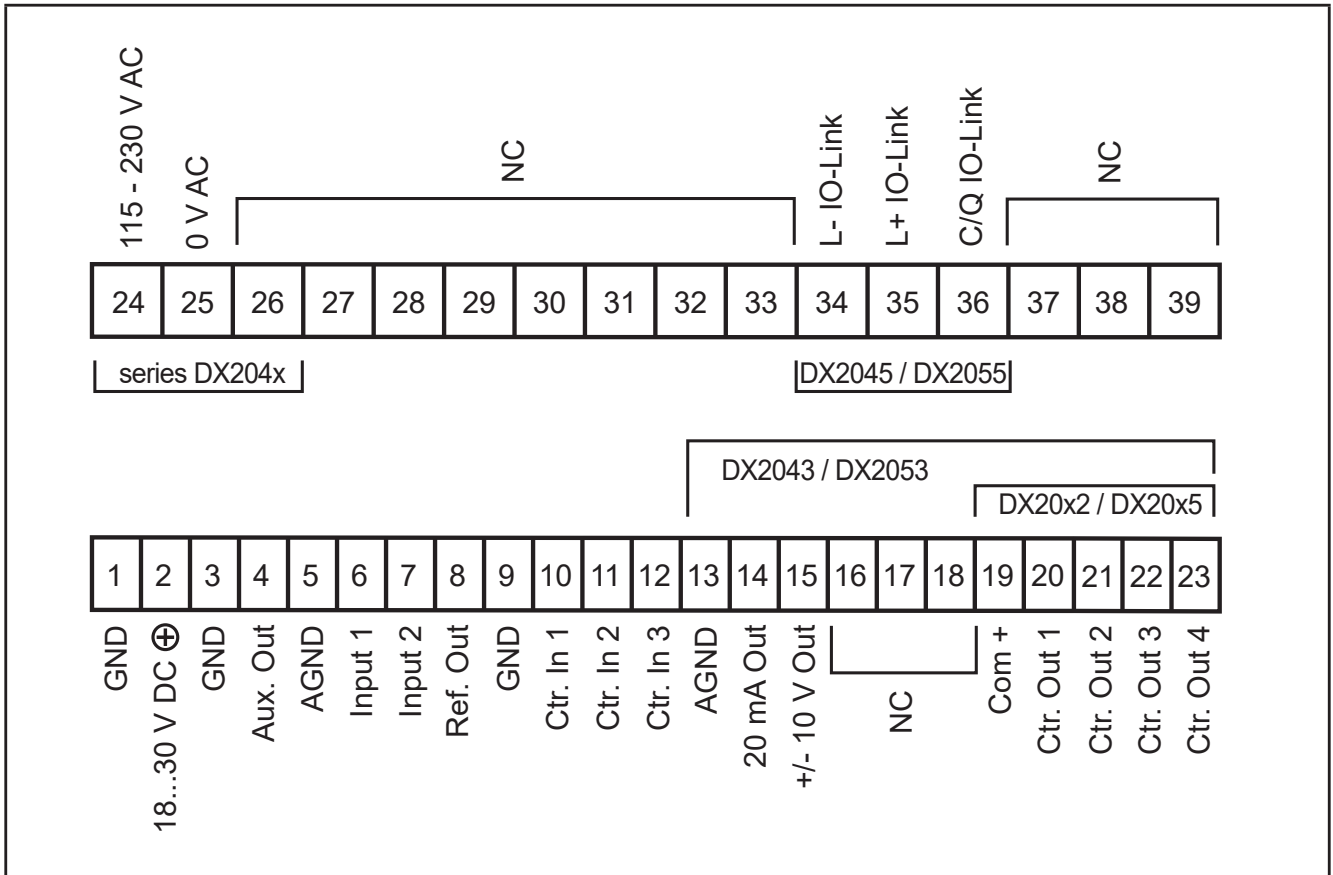 115 - 230 V AC
0 V AC
NC
L- IO-Link
L+ IO-Link
C/Q IO-Link
NC
24 25 26 27 28 29 30 31 32 33 34 35 36 37 38 39
series DX204x
DX2045 / DX2055
DX2043 / DX2053
DX20x2 / DX20x5
1 2 3 4 5 6 7 8 9 10 11 12 13 14 15 16 17 18 19 20 21 22 23
GND
18...30 V DC ⊕
GND
Aux. Out
AGND
Input 1
Input 2
Ref. Out
GND
Ctr. In 1
Ctr. In 2
Ctr. In 3
AGND
20 mA Out
+/- 10 V Out
NC
Com +
Ctr. Out 1
Ctr. Out 2
Ctr. Out 3
Ctr. Out 4